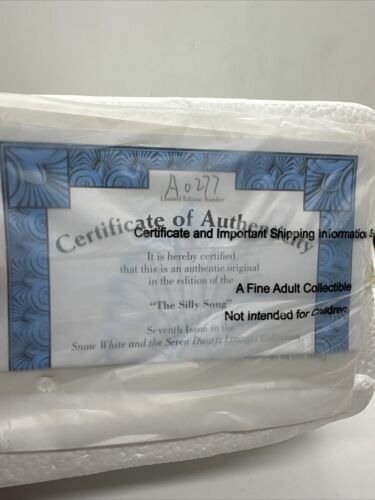 A0277
Limited Edition Number
Certificate of Authenticity
Certificate and Important Shipping Information
It is hereby certified
that this is an authentic original
in the edition of the
A Fine Adult Collectible
"The Silly Song"
Not intended for Children
Seventh Issue in the
Snow White and the Seven Dwarfs Collection